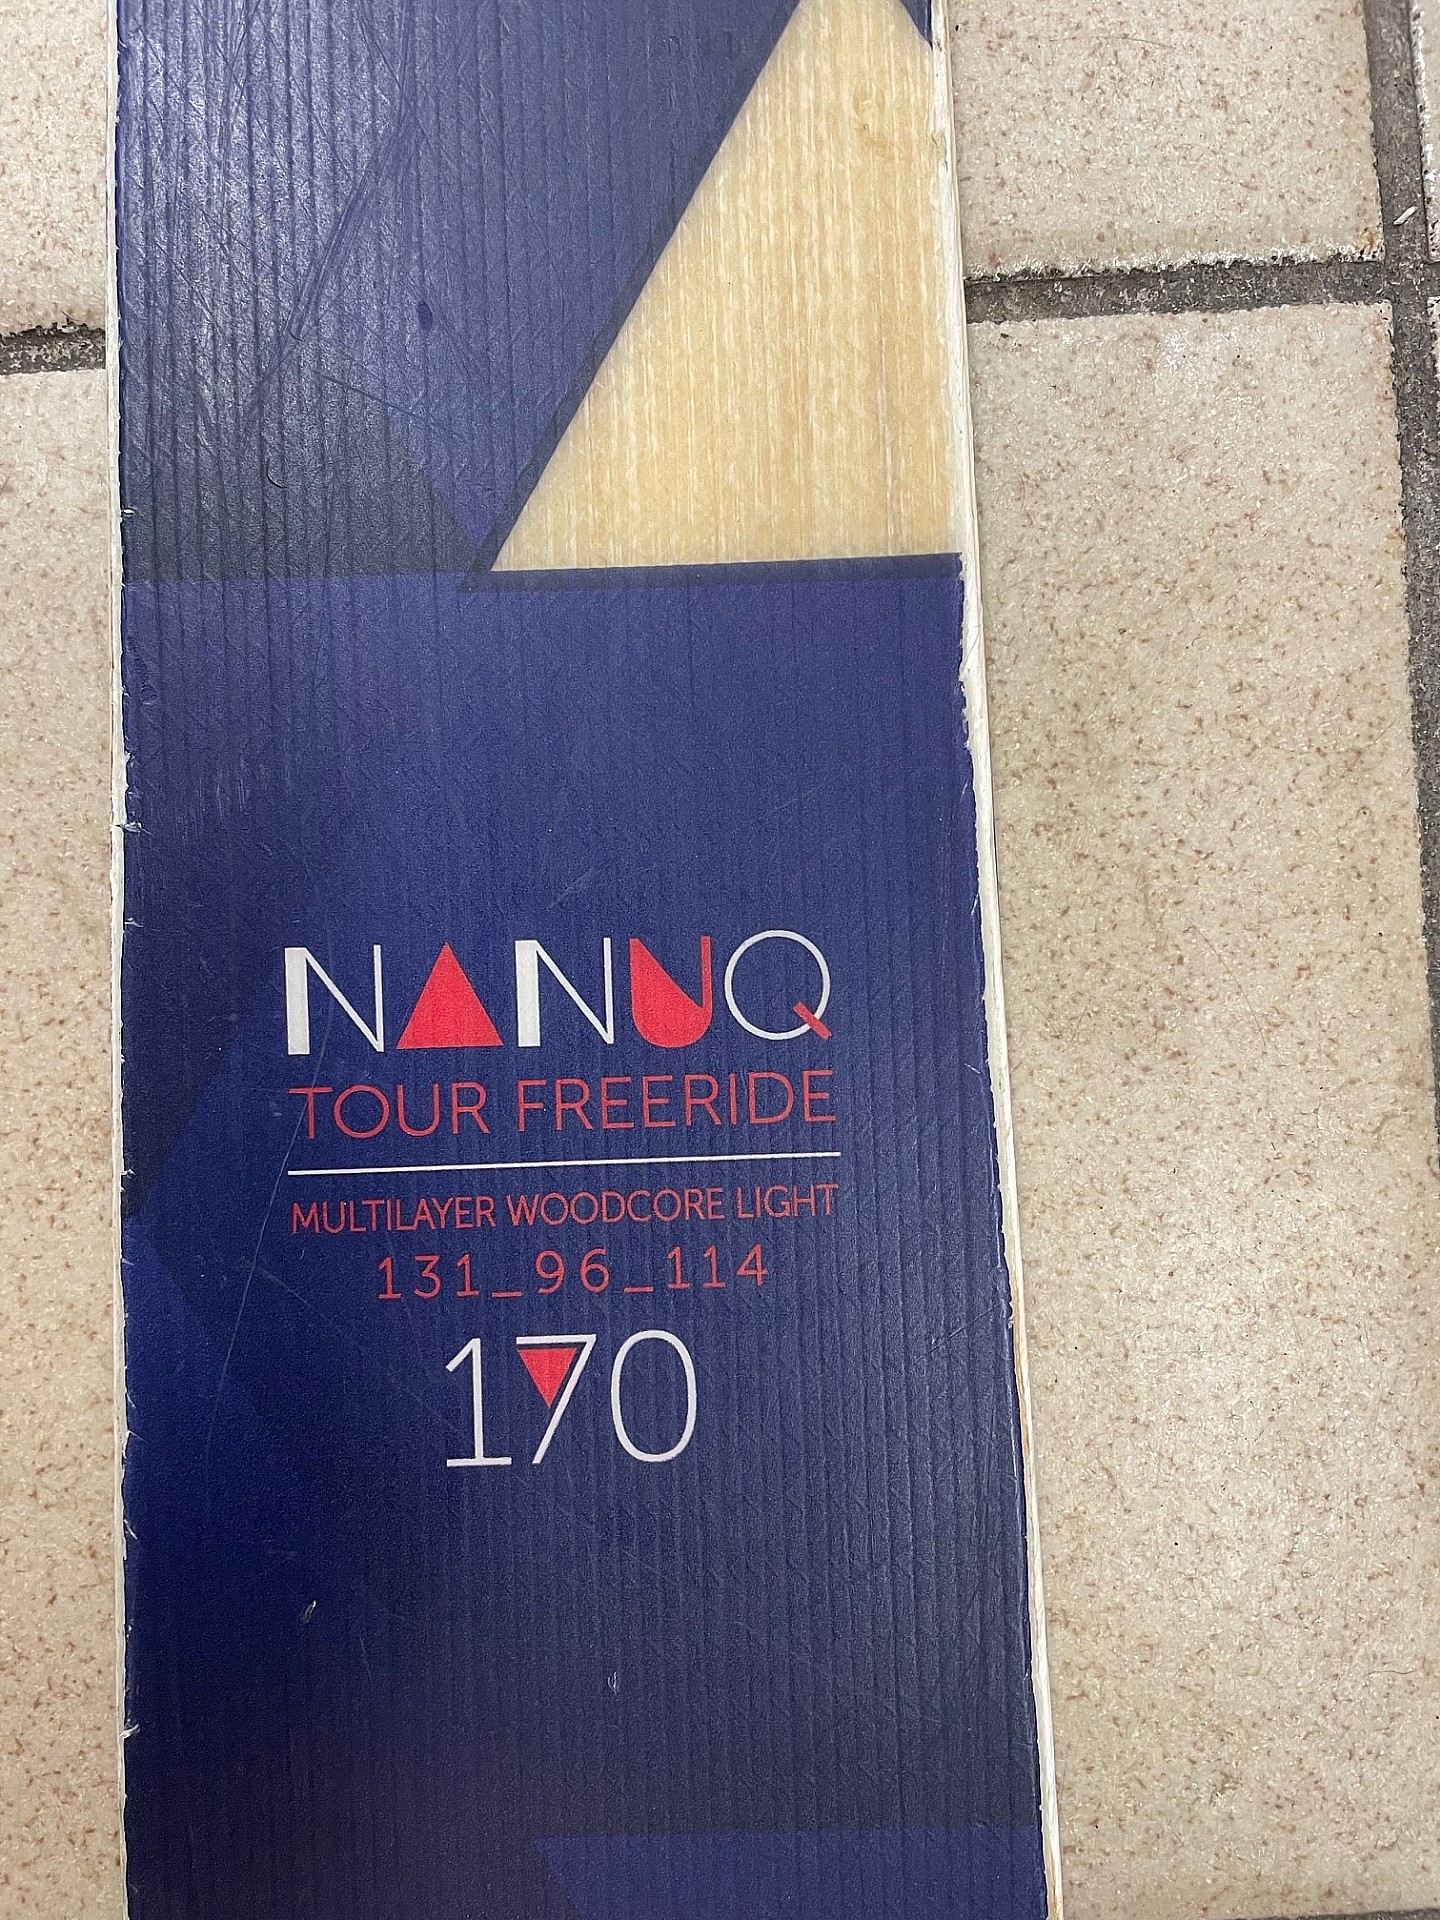 NANUQ
TOUR FREERIDE
MULTILAYER WOODCORE LIGHT
131_96_114
170